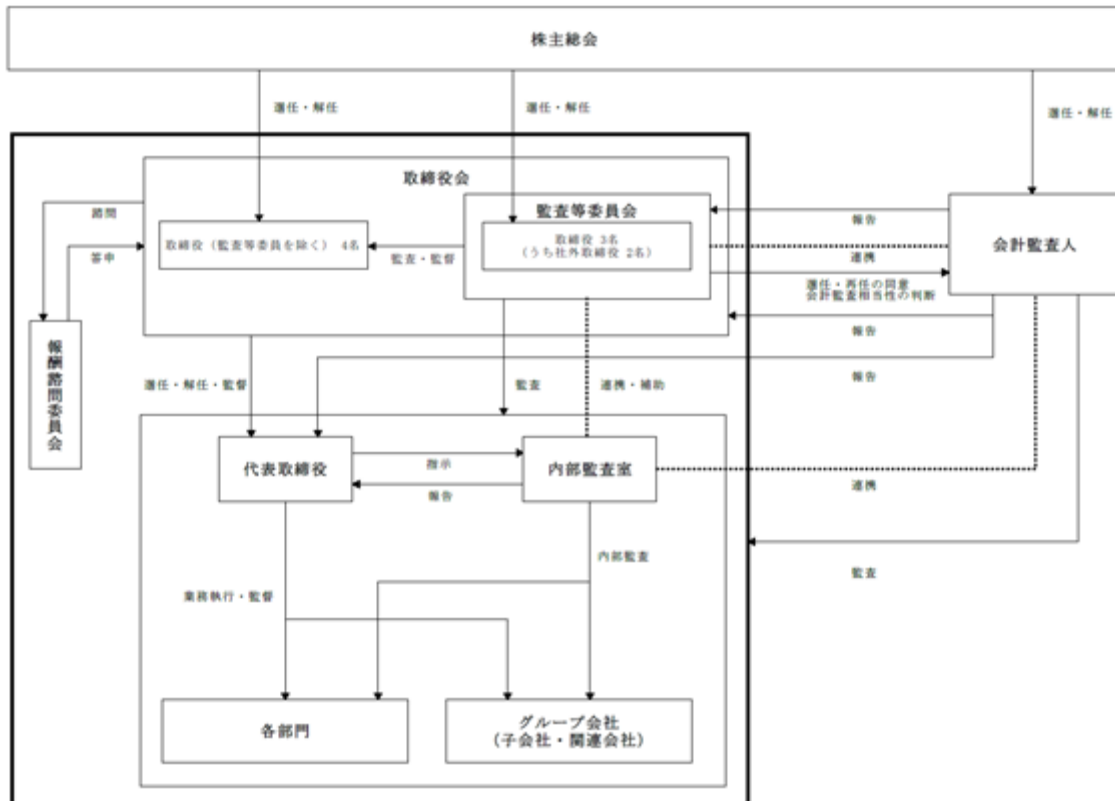 株主総会
選任・解任
選任・解任
選任・解任
取締役会
監査等委員会
諮問
報告
取締役（監査等委員を除く） 4名
取締役 3名
（うち社外取締役 2名）
会計監査人
答申
監査・監督
連携
選任・再任の同意
会計監査相当性の判断
報告
報酬諮問委員会
選任・解任・監督
監査
連携・補助
報告
代表取締役
指示
内部監査室
報告
連携
内部監査
監査
業務執行・監督
各部門
グループ会社
（子会社・関連会社）